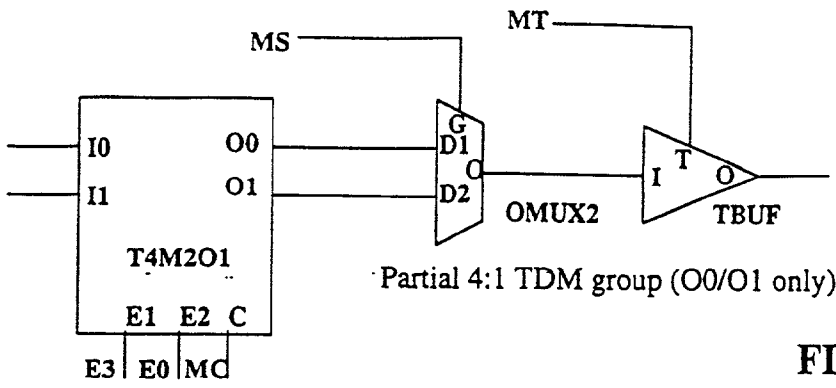 MT
MS
G
I0 O0 D1
O T
I O
I1 O1 D2
OMUX2 TBUF
T4M2O1
Partial 4:1 TDM group (O0/O1 only)
E1 E2 C
E3 E0 MC